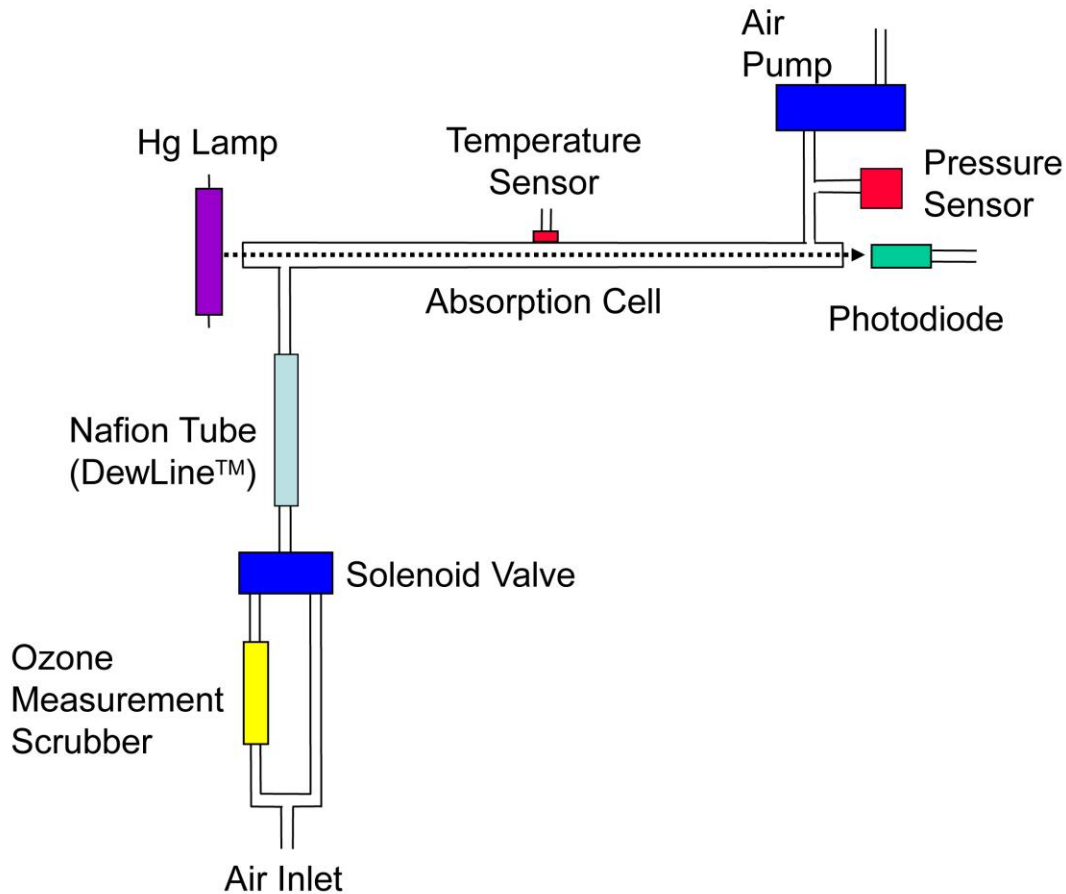 Air
Pump
Hg Lamp
Temperature
Sensor
Pressure
Sensor
Absorption Cell
Photodiode
Nafion Tube
(DewLine™)
Solenoid Valve
Ozone
Measurement
Scrubber
Air Inlet